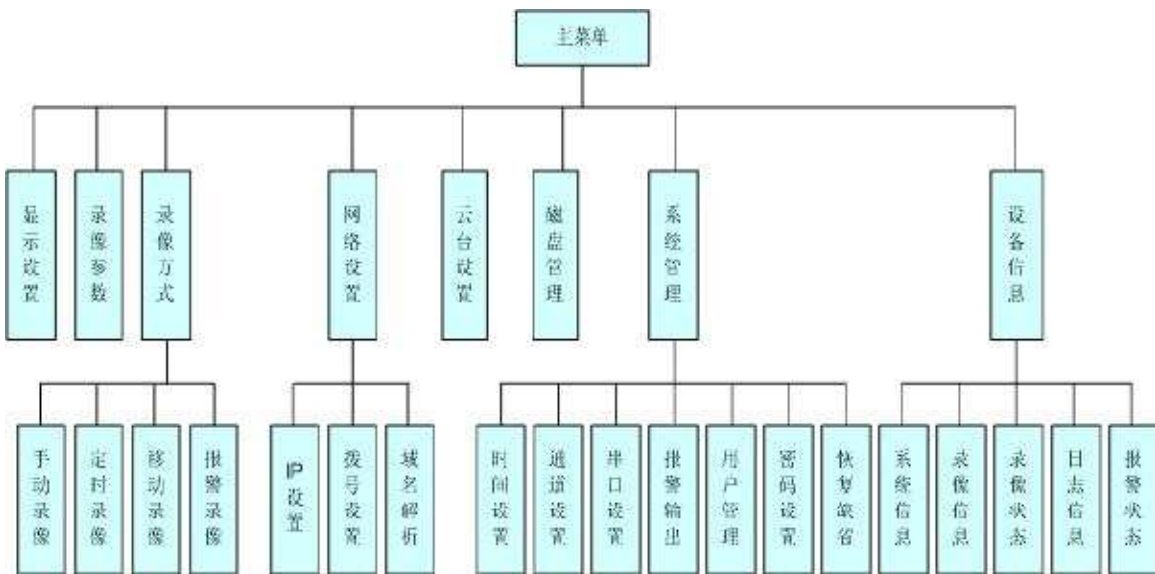 主菜单
显示设置
录像参数
录像方式
网络设置
云台设置
磁盘管理
系统管理
设备信息
手动录像
定时录像
移动录像
报警录像
IP设置
拨号设置
域名解析
时间设置
通道设置
串口设置
报警输出
用户管理
密码设置
恢复缺省
系统信息
录像信息
录像状态
日志信息
报警状态